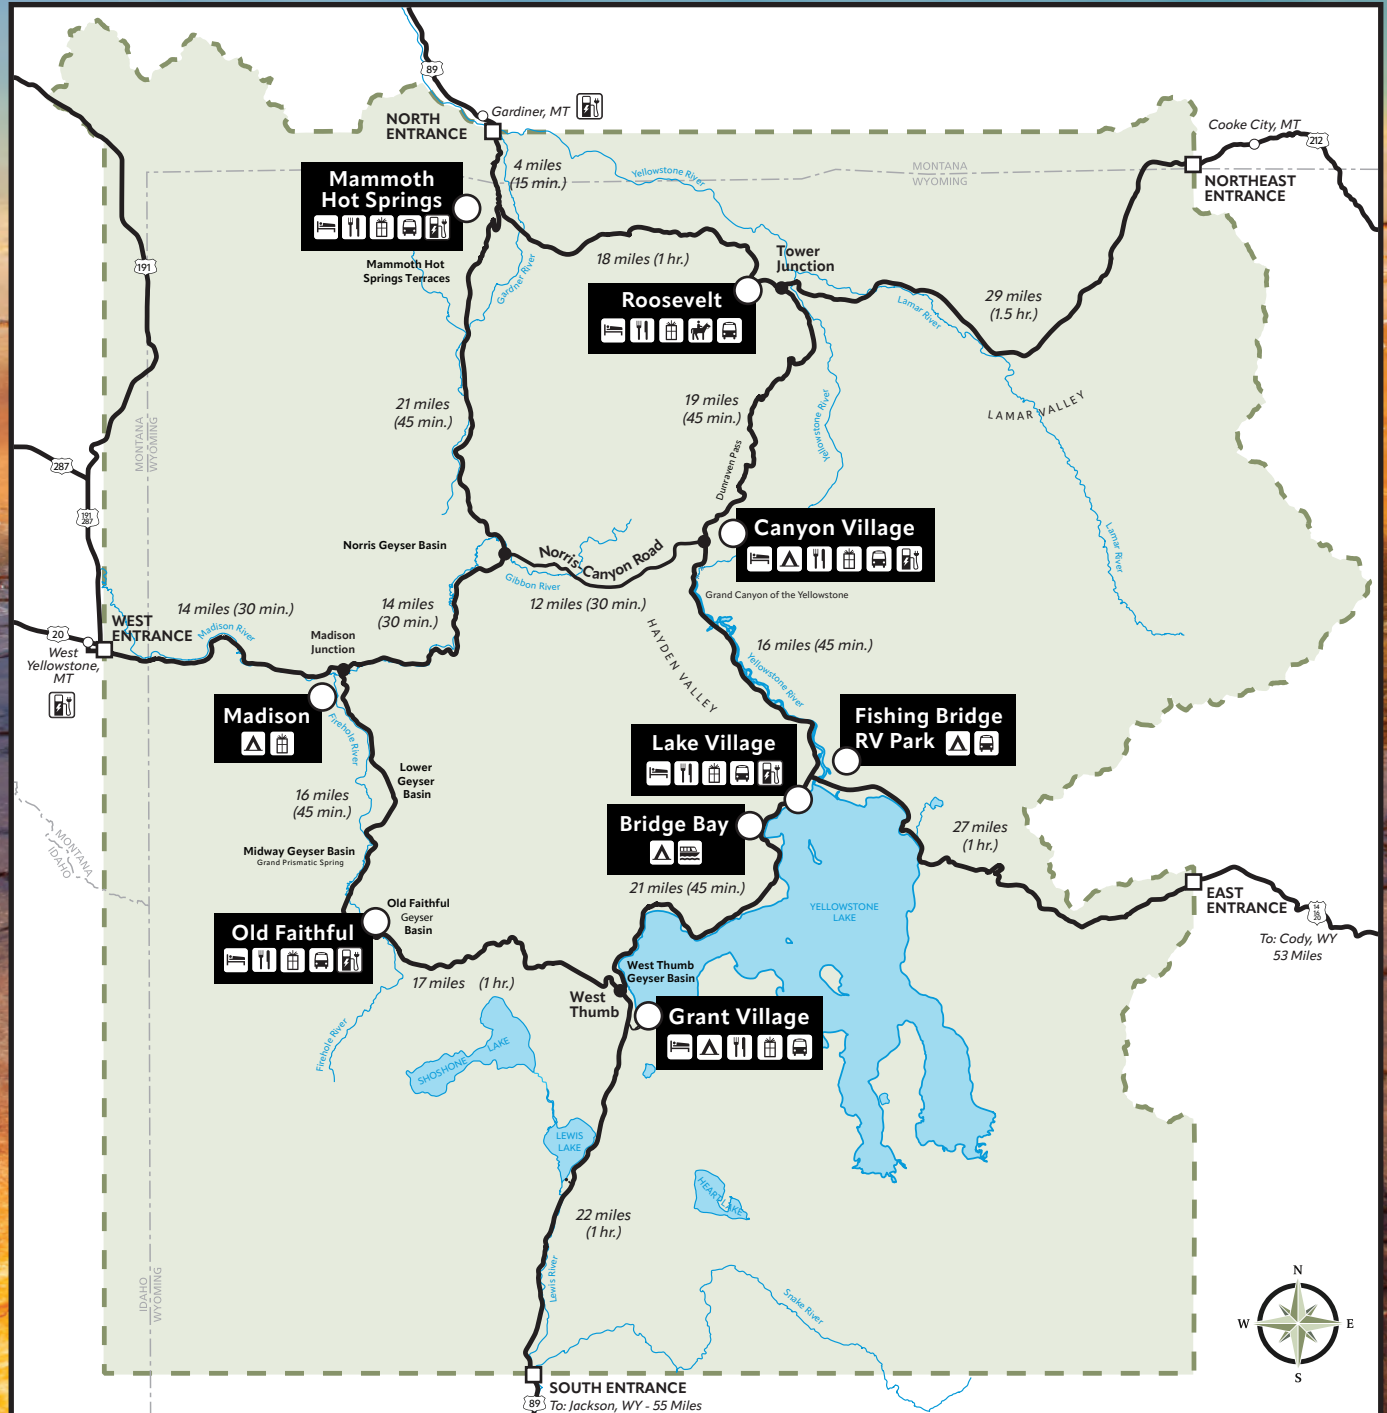 89
Gardiner, MT
NORTH
ENTRANCE
Cooke City, MT
212
4 miles
(15 min.)
Yellowstone River
MONTANA
WYOMING
NORTHEAST
ENTRANCE
Mammoth
Hot Springs
191
Mammoth Hot
Springs Terraces
Gardner River
18 miles (1 hr.)
Tower
Junction
Roosevelt
Lamar River
29 miles
(1.5 hr.)
21 miles
(45 min.)
19 miles
(45 min.)
Yellowstone River
LAMAR VALLEY
MONTANA
WYOMING
Dunraven Pass
287
191
287
Canyon Village
Lamar River
Norris Geyser Basin
Norris-Canyon Road
Gibbon River
12 miles (30 min.)
Grand Canyon of the Yellowstone
14 miles (30 min.)
14 miles
(30 min.)
WEST
ENTRANCE
20
West
Yellowstone,
MT
Madison River
Madison
Junction
HAYDEN VALLEY
16 miles (45 min.)
Yellowstone River
Madison
Firehole River
Fishing Bridge
RV Park
Lake Village
Lower
Geyser
Basin
16 miles
(45 min.)
Bridge Bay
27 miles
(1 hr.)
MONTANA
IDAHO
Midway Geyser Basin
Grand Prismatic Spring
21 miles (45 min.)
EAST
ENTRANCE
14
16
20
To: Cody, WY
53 Miles
YELLOWSTONE
LAKE
Old Faithful
Geyser
Basin
Old Faithful
17 miles (1 hr.)
West Thumb
Geyser Basin
West
Thumb
Grant Village
Firehole River
SHOSHONE LAKE
LEWIS
LAKE
HEART LAKE
22 miles
(1 hr.)
Lewis River
Snake River
IDAHO
WYOMING
N
W
E
S
SOUTH ENTRANCE
89
To: Jackson, WY - 55 Miles